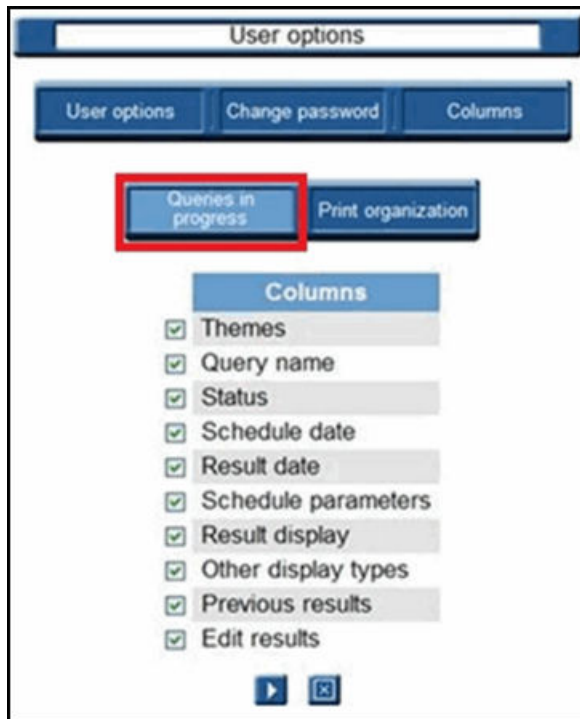 User options
User options Change password Columns
Queries in
progress
Print organization
Columns
Themes
Query name
Status
Schedule date
Result date
Schedule parameters
Result display
Other display types
Previous results
Edit results